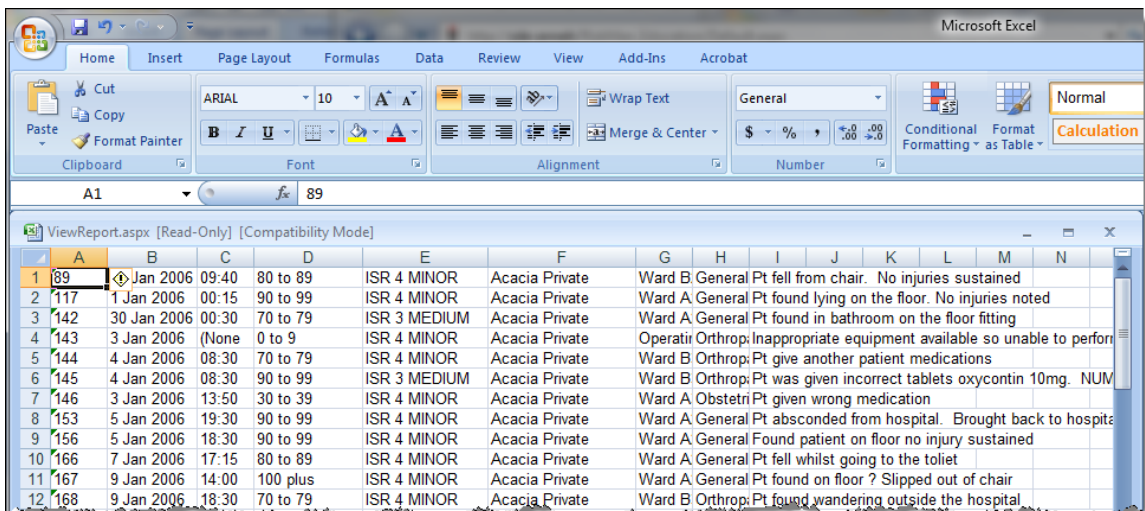 Microsoft Excel
Home Insert Page Layout Formulas Data Review View Add-Ins Acrobat
Cut
Copy
Format Painter
Paste
Clipboard
ARIAL 10 A A
B I U A
Font
Wrap Text
Merge & Center
Alignment
General
$ % , .0 .00 .00 .0
Number
Conditional Formatting
Format as Table
Normal
Calculation
A1 fx 89
ViewReport.aspx [Read-Only] [Compatibility Mode]
A B C D E F G H I J K L M N
1 89 Jan 2006 09:40 80 to 89 ISR 4 MINOR Acacia Private Ward B General Pt fell from chair. No injuries sustained
2 117 1 Jan 2006 00:15 90 to 99 ISR 4 MINOR Acacia Private Ward A General Pt found lying on the floor. No injuries noted
3 142 30 Jan 2006 00:30 70 to 79 ISR 3 MEDIUM Acacia Private Ward A General Pt found in bathroom on the floor fitting
4 143 3 Jan 2006 (None 0 to 9 ISR 4 MINOR Acacia Private Operatin Orthop Inappropriate equipment available so unable to perform
5 144 4 Jan 2006 08:30 70 to 79 ISR 4 MINOR Acacia Private Ward B Orthop Pt give another patient medications
6 145 4 Jan 2006 08:30 90 to 99 ISR 3 MEDIUM Acacia Private Ward B Orthop Pt was given incorrect tablets oxycontin 10mg. NUM
7 146 3 Jan 2006 13:50 30 to 39 ISR 4 MINOR Acacia Private Ward A Obstetri Pt given wrong medication
8 153 5 Jan 2006 19:30 90 to 99 ISR 4 MINOR Acacia Private Ward A General Pt absconded from hospital. Brought back to hospita
9 156 5 Jan 2006 18:30 90 to 99 ISR 4 MINOR Acacia Private Ward A General Found patient on floor no injury sustained
10 166 7 Jan 2006 17:15 80 to 89 ISR 4 MINOR Acacia Private Ward A General Pt fell whilst going to the toliet
11 167 9 Jan 2006 14:00 100 plus ISR 4 MINOR Acacia Private Ward A General Pt found on floor ? Slipped out of chair
12 168 9 Jan 2006 18:30 70 to 79 ISR 4 MINOR Acacia Private Ward B Orthop Pt found wandering outside the hospital